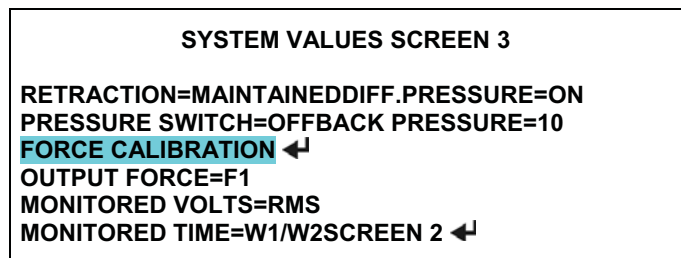 SYSTEM VALUES SCREEN 3
RETRACTION=MAINTAINEDDIFF.PRESSURE=ON
PRESSURE SWITCH=OFFBACK PRESSURE=10
FORCE CALIBRATION ↵
OUTPUT FORCE=F1
MONITORED VOLTS=RMS
MONITORED TIME=W1/W2SCREEN 2 ↵